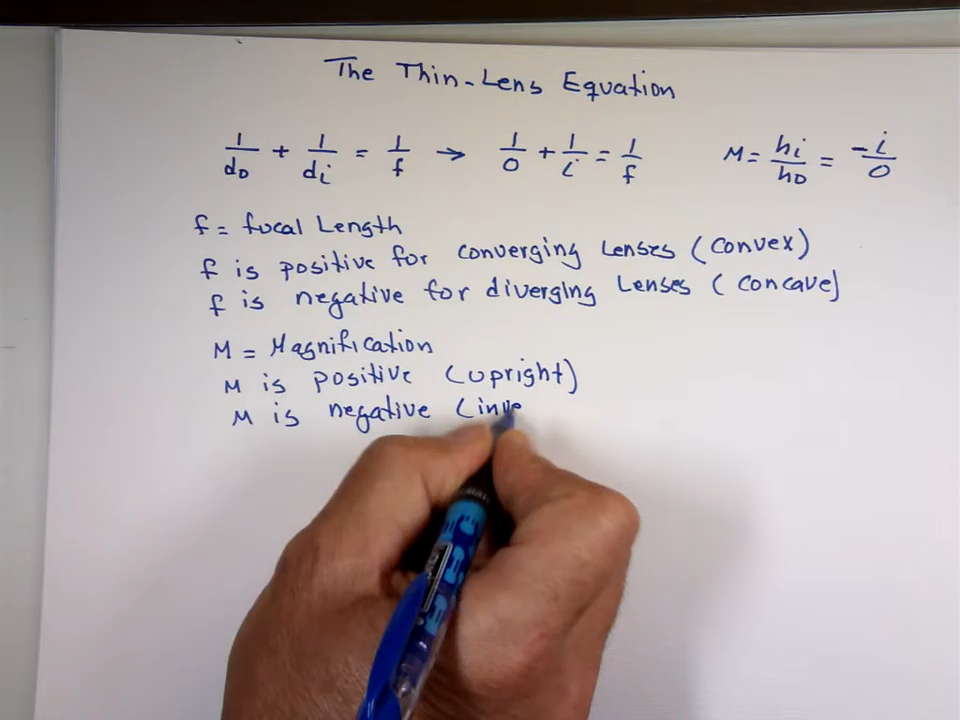 The Thin-Lens Equation
1/do + 1/di = 1/f → 1/o + 1/i = 1/f M = hi/ho = -i/o
f = focal Length
f is positive for converging Lenses (convex)
f is negative for diverging Lenses (concave)
M = Magnification
M is positive (upright)
M is negative (inve